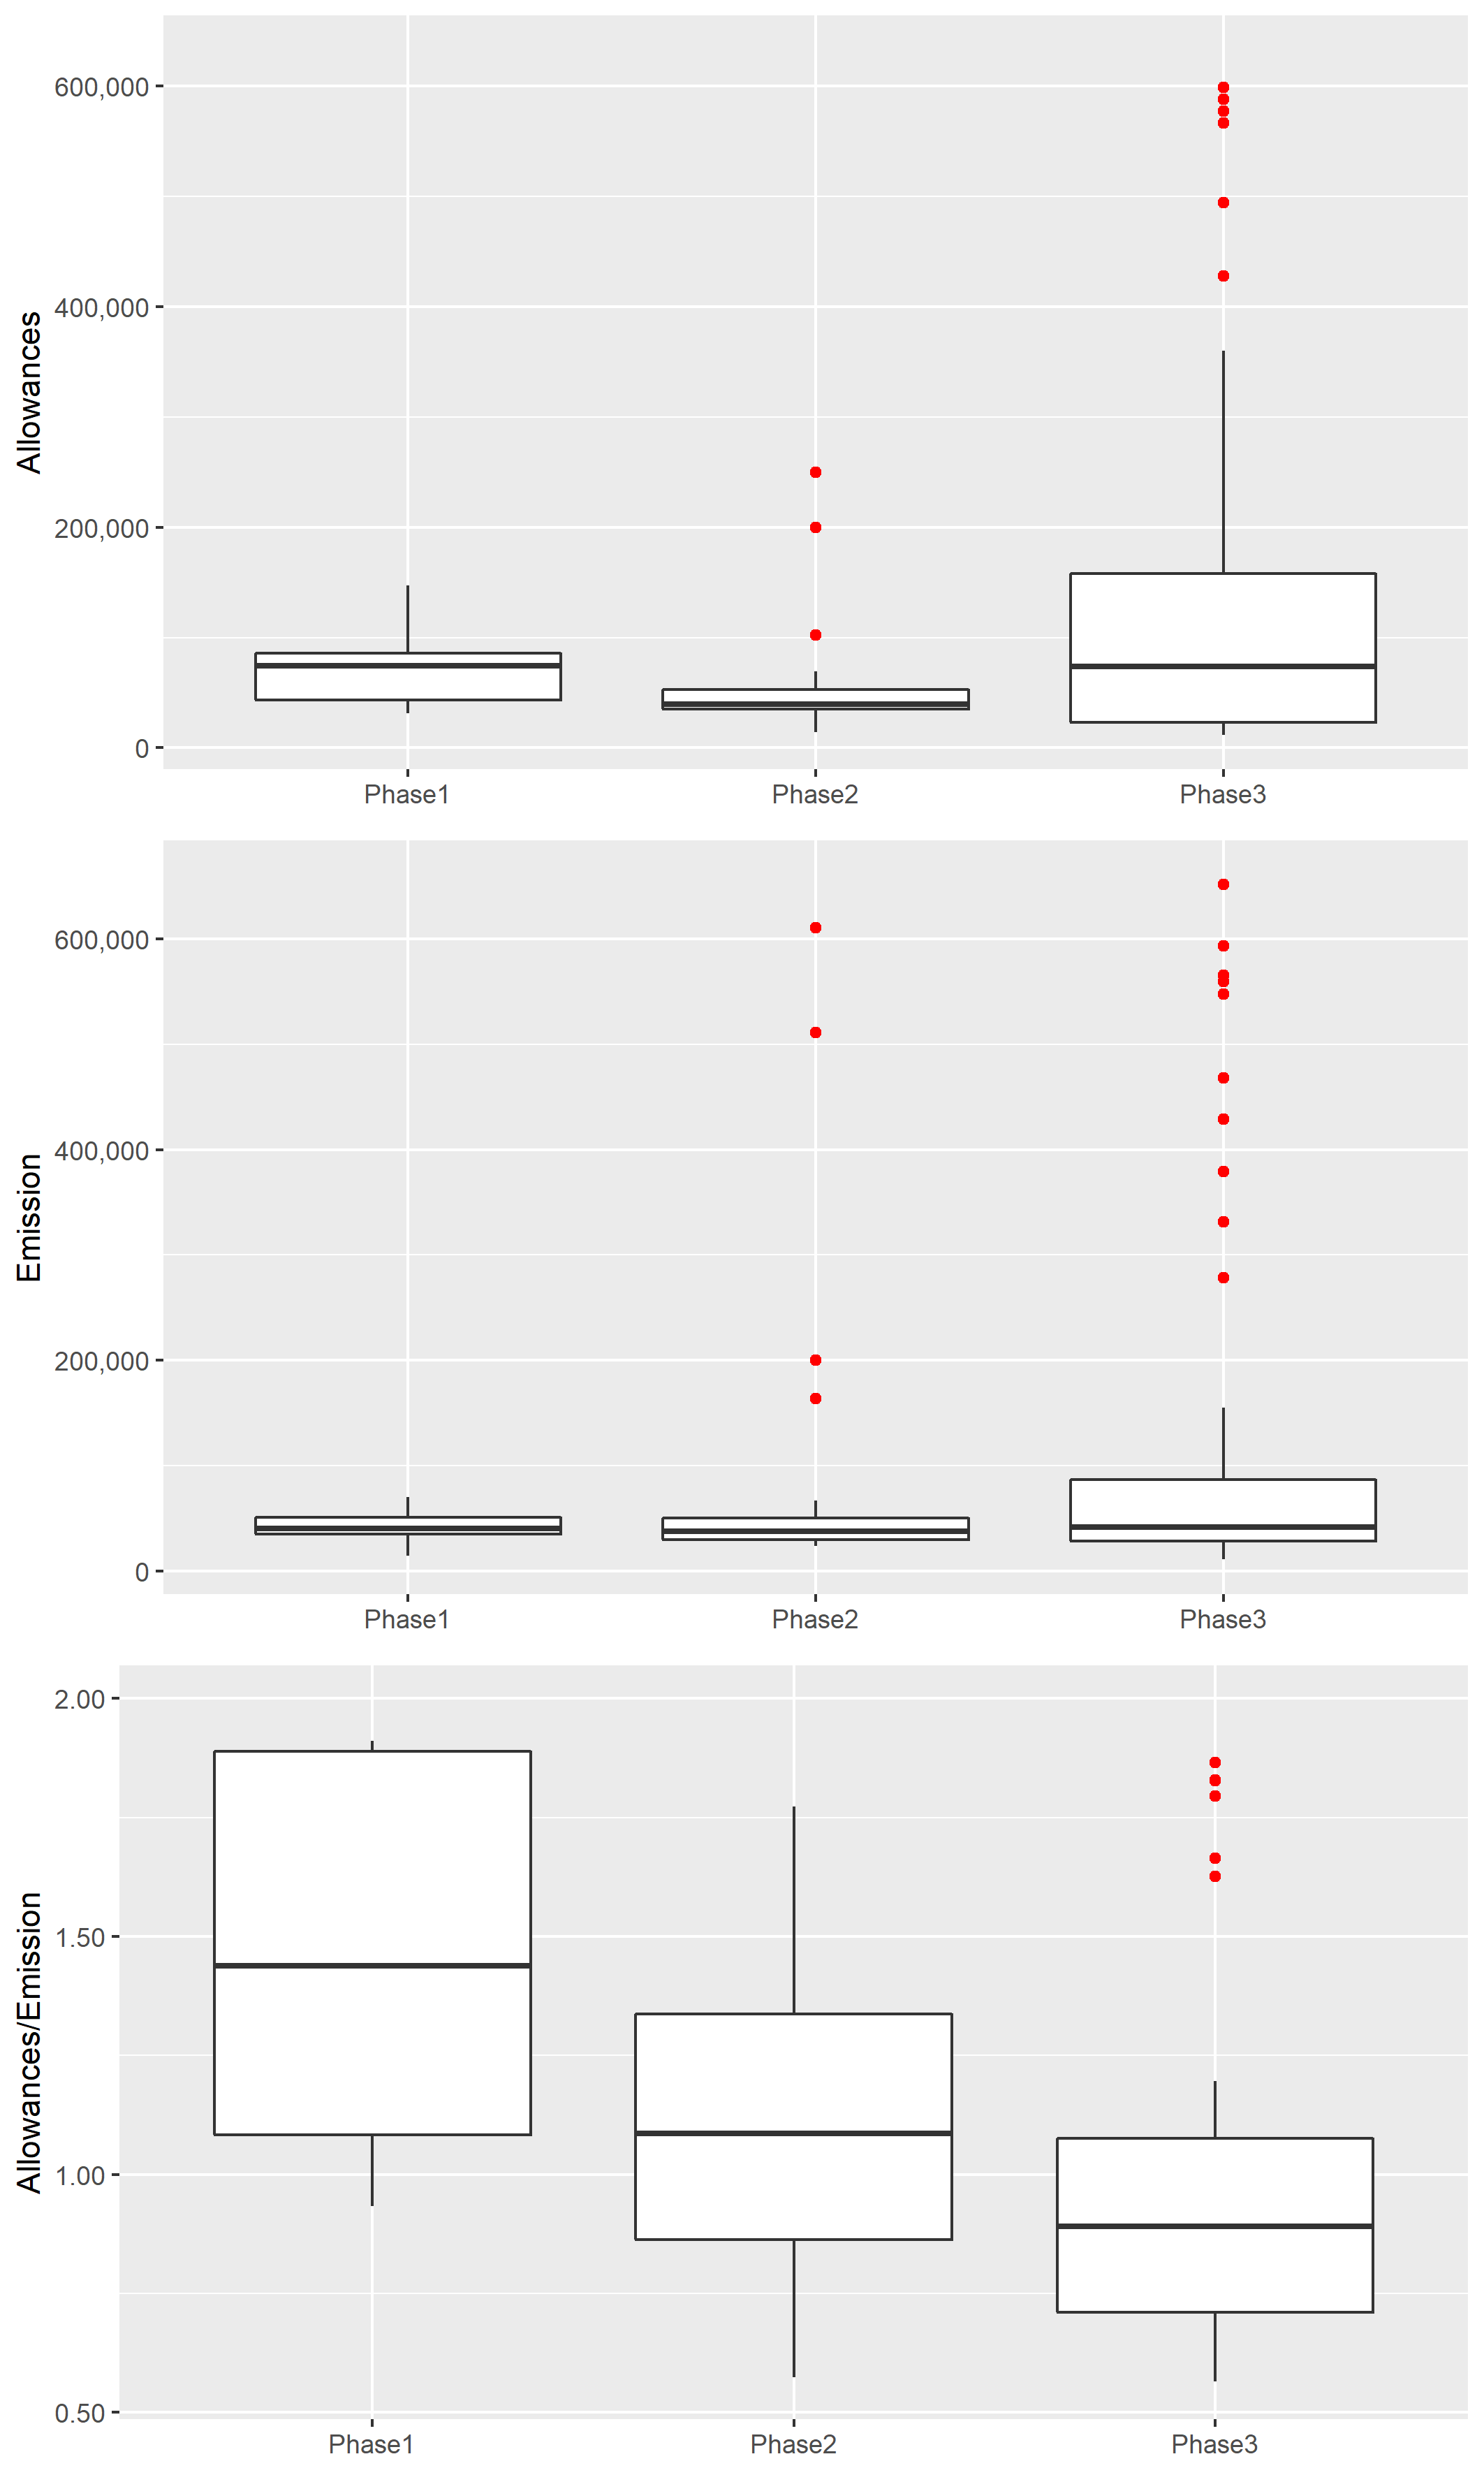 Allowances
600,000
400,000
200,000
0
Phase1
Phase2
Phase3
Emission
600,000
400,000
200,000
0
Phase1
Phase2
Phase3
Allowances/Emission
2.00
1.50
1.00
0.50
Phase1
Phase2
Phase3